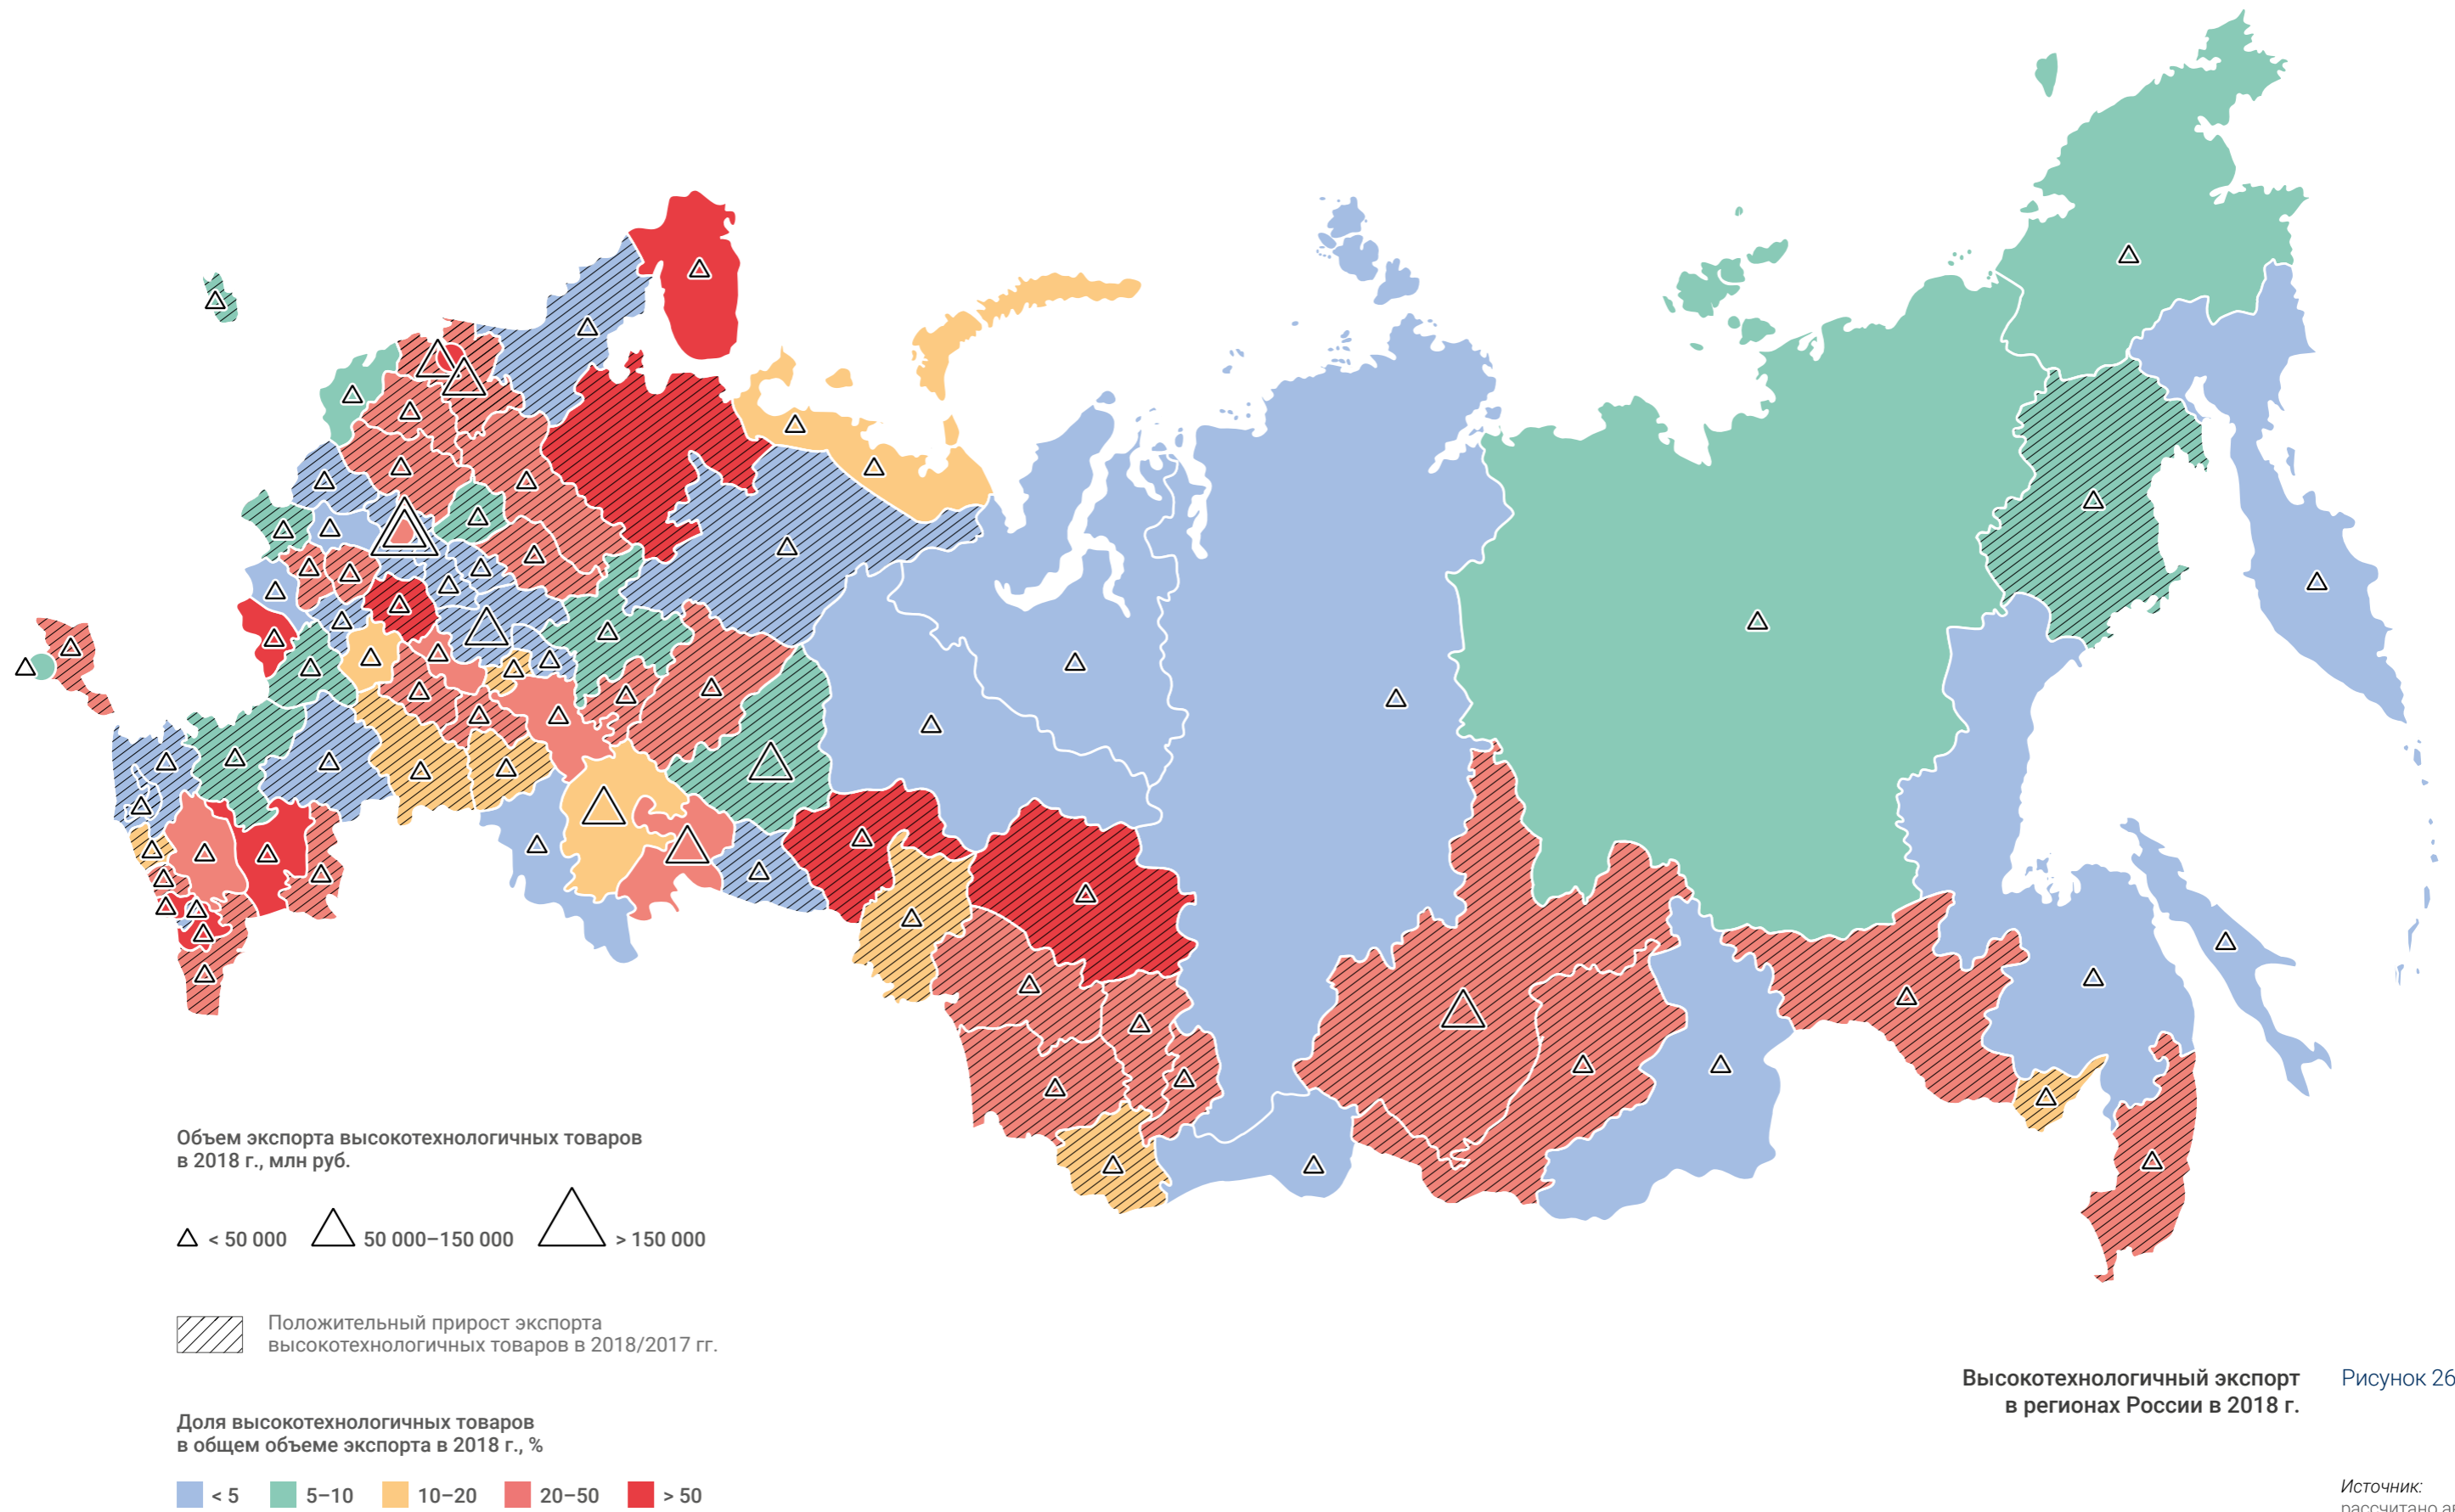 Объем экспорта высокотехнологичных товаров
в 2018 г., млн руб.
< 50 000 50 000–150 000 > 150 000
Положительный прирост экспорта
высокотехнологичных товаров в 2018/2017 гг.
Доля высокотехнологичных товаров
в общем объеме экспорта в 2018 г., %
< 5 5–10 10–20 20–50 > 50
Высокотехнологичный экспорт
в регионах России в 2018 г.
Рисунок 26
Источник:
рассчитано